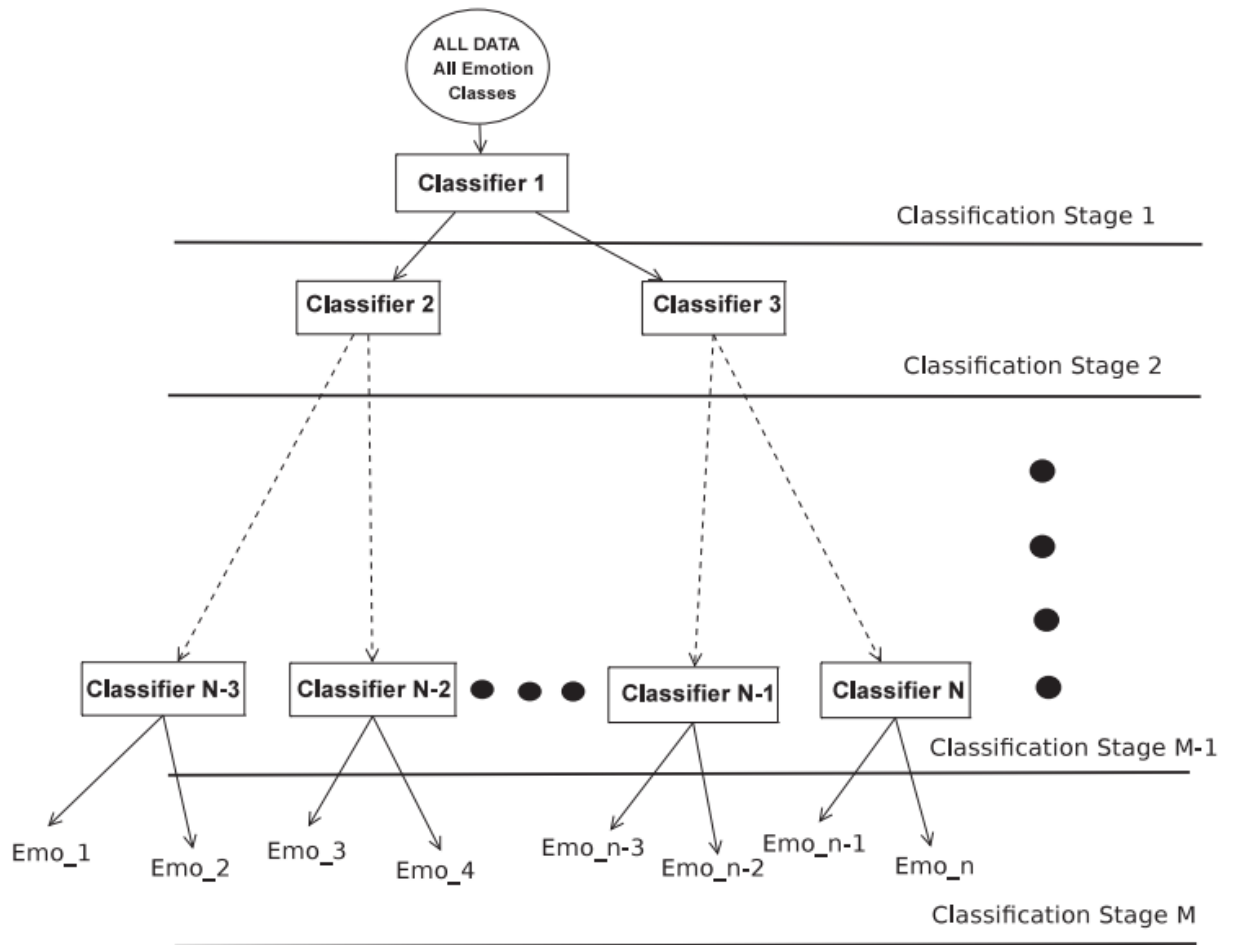 ALL DATA
All Emotion
Classes
Classifier 1
Classification Stage 1
Classifier 2
Classifier 3
Classification Stage 2
Classifier N-3
Classifier N-2
Classifier N-1
Classifier N
Classification Stage M-1
Emo_1
Emo_2
Emo_3
Emo_4
Emo_n-3
Emo_n-2
Emo_n-1
Emo_n
Classification Stage M